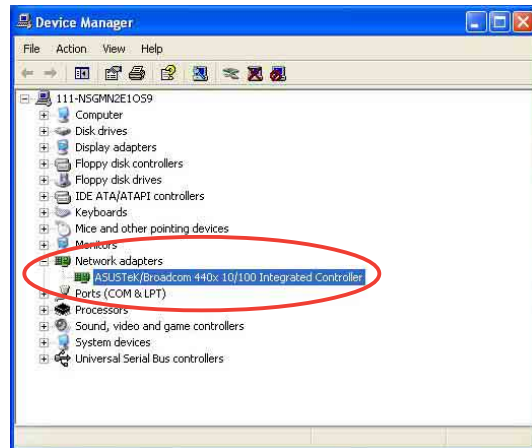 Device Manager
File Action View Help
111-NSGMN2E1OS9
Computer
Disk drives
Display adapters
Floppy disk controllers
Floppy disk drives
IDE ATA/ATAPI controllers
Keyboards
Mice and other pointing devices
Monitors
Network adapters
ASUSTeK/Broadcom 440x 10/100 Integrated Controller
Ports (COM & LPT)
Processors
Sound, video and game controllers
System devices
Universal Serial Bus controllers